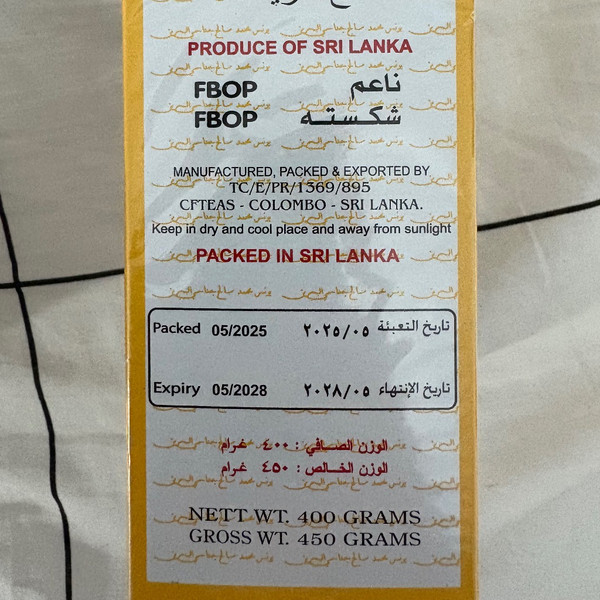 PRODUCE OF SRI LANKA
FBOP ناعم
FBOP شكسته
MANUFACTURED, PACKED & EXPORTED BY
TC/E/PR/1369/895
CFTEAS - COLOMBO - SRI LANKA.
Keep in dry and cool place and away from sunlight
PACKED IN SRI LANKA
Packed 05/2025 ٢٠٢٥/٠٥ تاريخ التعبئة
Expiry 05/2028 ٢٠٢٨/٠٥ تاريخ الإنتهاء
الوزن الصافي : ٤٠٠ غرام
الوزن الخالص : ٤٥٠ غرام
NETT WT. 400 GRAMS
GROSS WT. 450 GRAMS